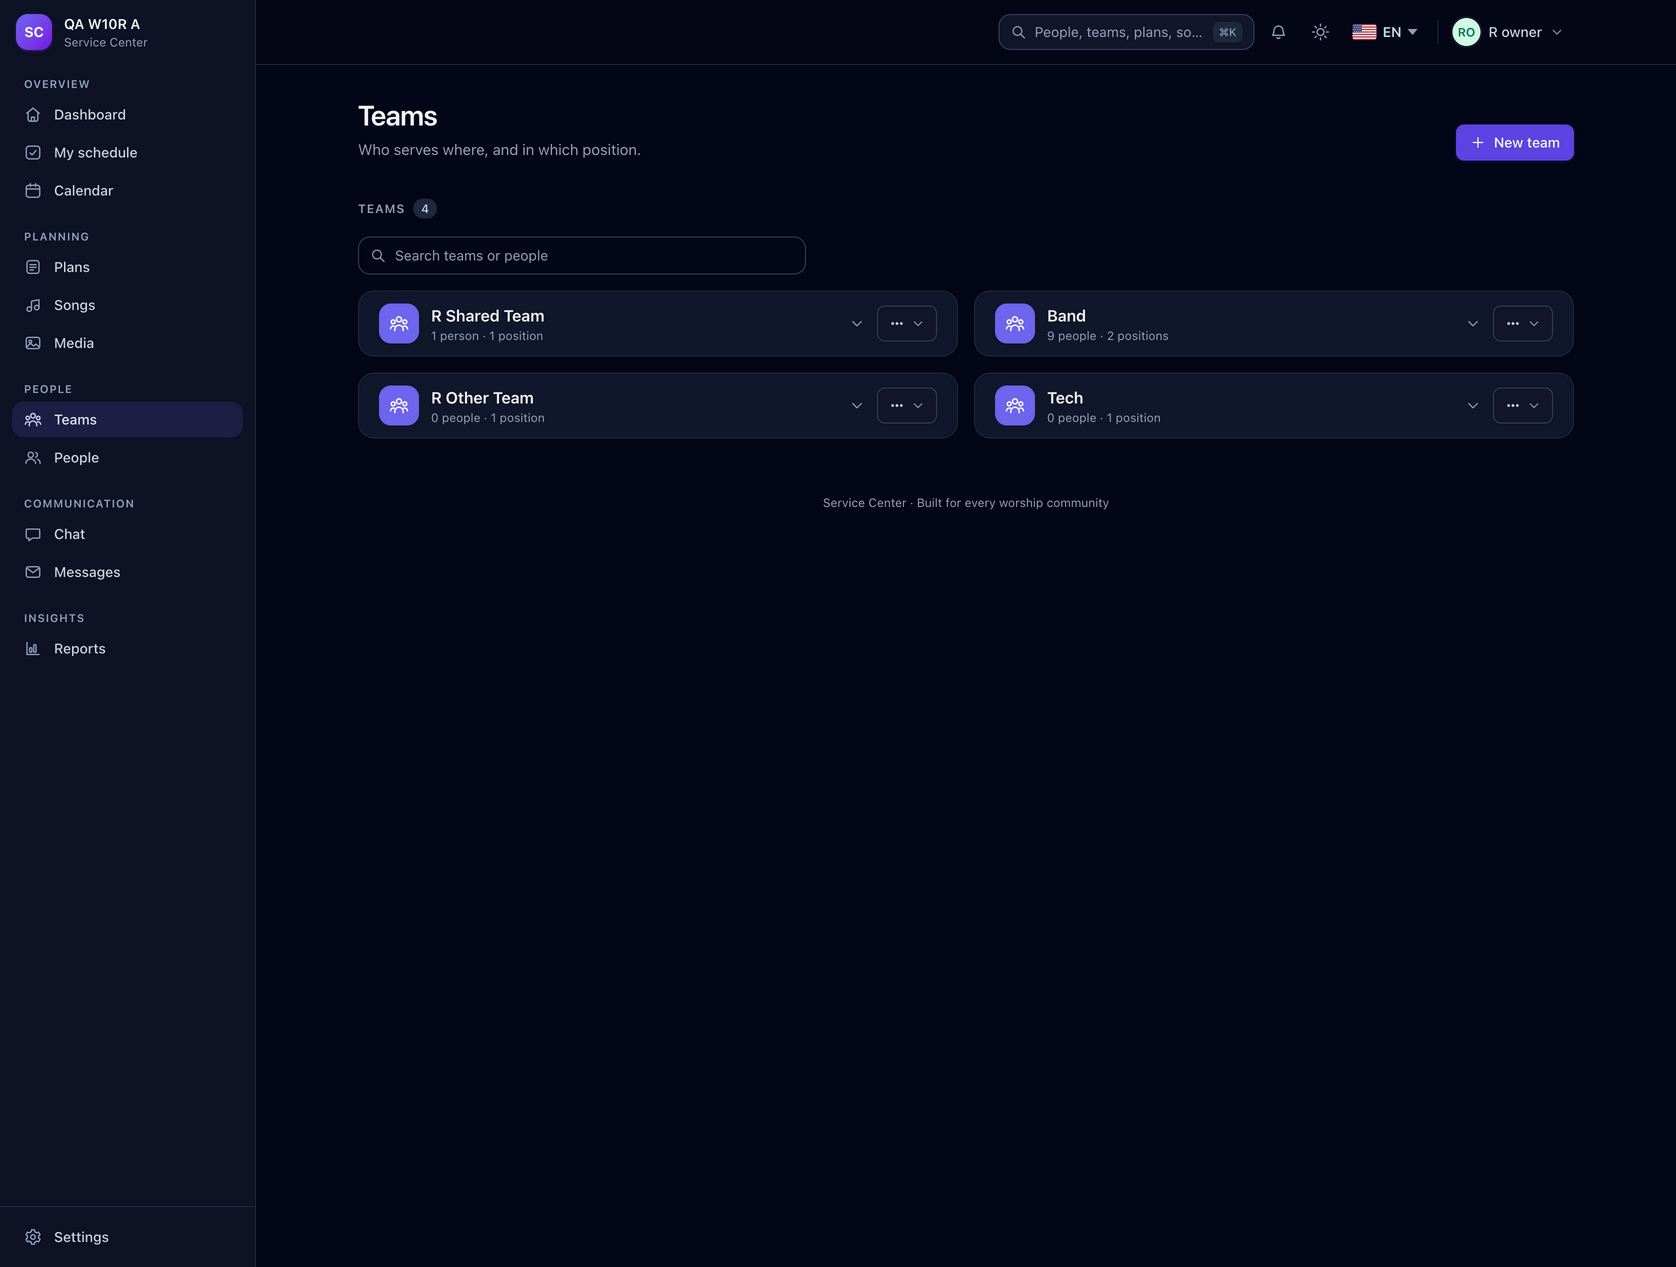 SC
QA W10R A
Service Center
OVERVIEW
Dashboard
My schedule
Calendar
PLANNING
Plans
Songs
Media
PEOPLE
Teams
People
COMMUNICATION
Chat
Messages
INSIGHTS
Reports
Settings
People, teams, plans, so... ⌘K
EN
RO R owner
Teams
Who serves where, and in which position.
+ New team
TEAMS 4
Search teams or people
R Shared Team
1 person · 1 position
Band
9 people · 2 positions
R Other Team
0 people · 1 position
Tech
0 people · 1 position
Service Center · Built for every worship community